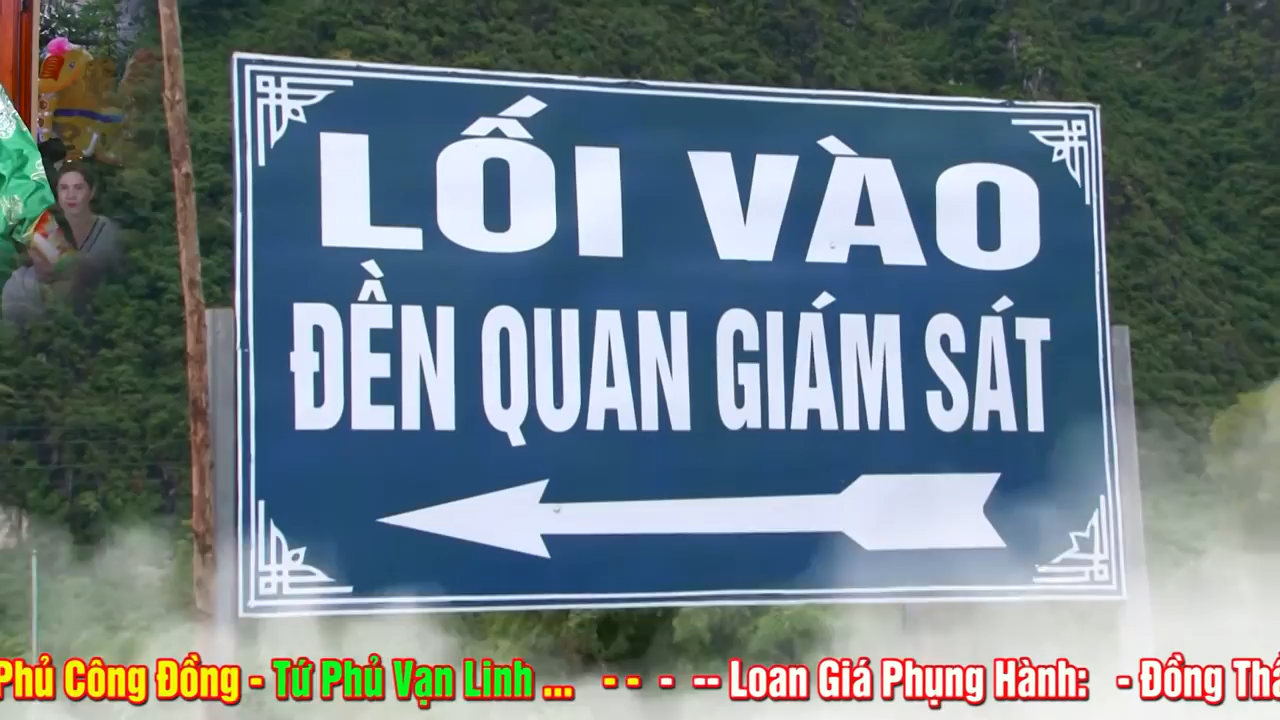 LỐI VÀO
ĐỀN QUAN GIÁM SÁT
Phủ Công Đồng - Tứ Phủ Vạn Linh ... - - - -- Loan Giá Phụng Hành: - Đồng